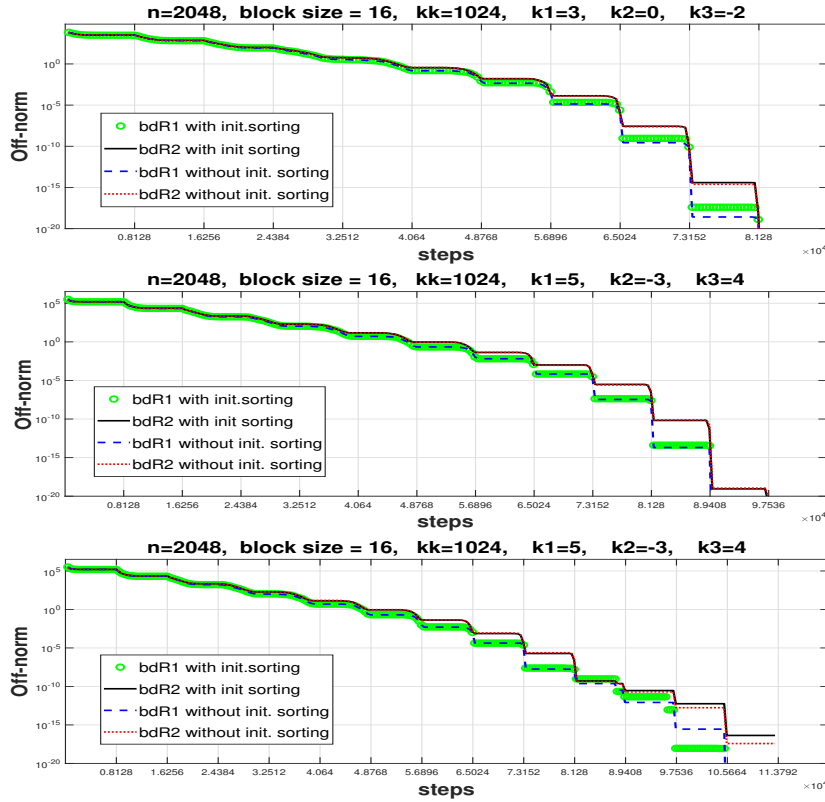 n=2048, block size = 16, kk=1024, k1=3, k2=0, k3=-2
10^0
10^-5
10^-10
10^-15
10^-20
Off-norm
bdR1 with init.sorting
bdR2 with init sorting
bdR1 without init. sorting
bdR2 without init. sorting
0.8128 1.6256 2.4384 3.2512 4.064 4.8768 5.6896 6.5024 7.3152 8.128
×10^4
steps
n=2048, block size = 16, kk=1024, k1=5, k2=-3, k3=4
10^5
10^0
10^-5
10^-10
10^-15
10^-20
Off-norm
bdR1 with init.sorting
bdR2 with init sorting
bdR1 without init. sorting
bdR2 without init. sorting
0.8128 1.6256 2.4384 3.2512 4.064 4.8768 5.6896 6.5024 7.3152 8.128 8.9408 9.7536
×10^4
steps
n=2048, block size = 16, kk=1024, k1=5, k2=-3, k3=4
10^5
10^0
10^-5
10^-10
10^-15
10^-20
Off-norm
bdR1 with init.sorting
bdR2 with init sorting
bdR1 without init. sorting
bdR2 without init. sorting
0.8128 1.6256 2.4384 3.2512 4.064 4.8768 5.6896 6.5024 7.3152 8.128 8.9408 9.7536 10.5664 11.3792
×10^4
steps